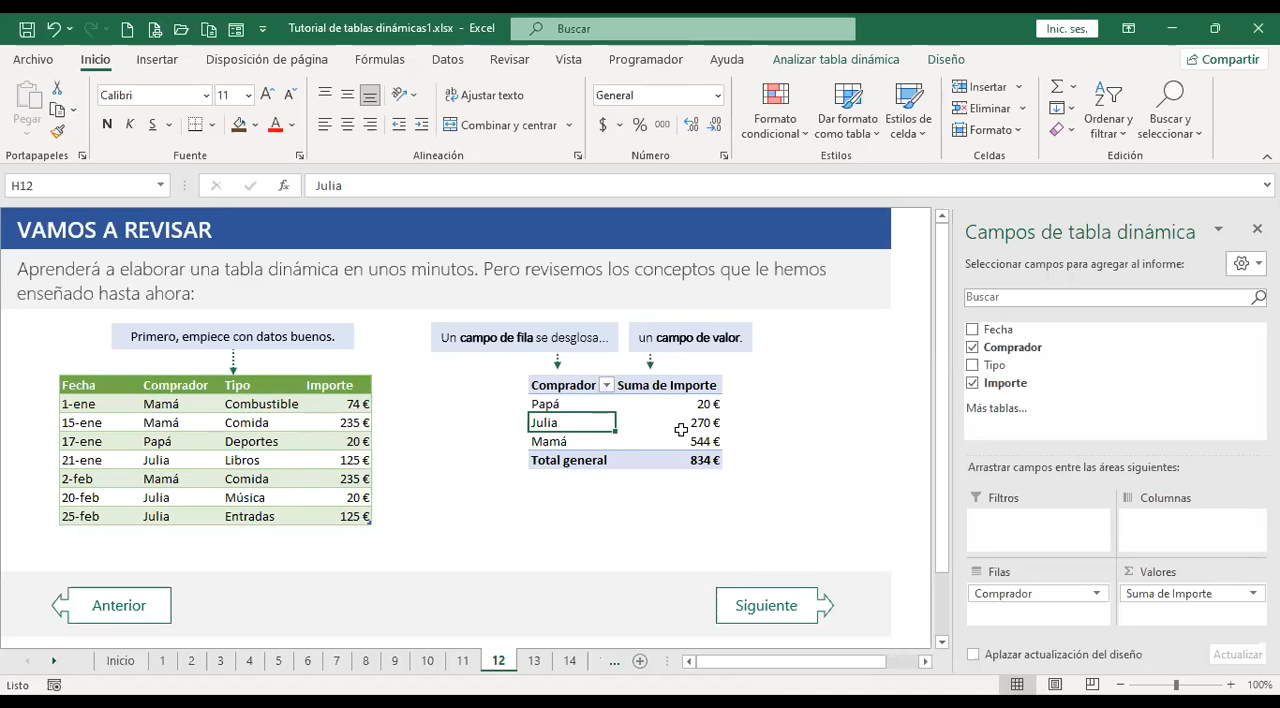 Tutorial de tablas dinámicas1.xlsx - Excel
Buscar
Inic. ses.
Archivo Inicio Insertar Disposición de página Fórmulas Datos Revisar Vista Programador Ayuda Analizar tabla dinámica Diseño Compartir
Pegar
Calibri 11
N K S
Ajustar texto
Combinar y centrar
General
$ % 000
Formato condicional
Dar formato como tabla
Estilos de celda
Insertar
Eliminar
Formato
Ordenar y filtrar
Buscar y seleccionar
Portapapeles Fuente Alineación Número Estilos Celdas Edición
H12 fx Julia
VAMOS A REVISAR
Aprenderá a elaborar una tabla dinámica en unos minutos. Pero revisemos los conceptos que le hemos
enseñado hasta ahora:
Primero, empiece con datos buenos.
Un campo de fila se desglosa...
un campo de valor.
Fecha Comprador Tipo Importe
1-ene Mamá Combustible 74 €
15-ene Mamá Comida 235 €
17-ene Papá Deportes 20 €
21-ene Julia Libros 125 €
2-feb Mamá Comida 235 €
20-feb Julia Música 20 €
25-feb Julia Entradas 125 €
Comprador Suma de Importe
Papá 20 €
Julia 270 €
Mamá 544 €
Total general 834 €
Anterior
Siguiente
Campos de tabla dinámica
Seleccionar campos para agregar al informe:
Buscar
Fecha
Comprador
Tipo
Importe
Más tablas...
Arrastrar campos entre las áreas siguientes:
Filtros
Columnas
Filas
Σ Valores
Comprador
Suma de Importe
Aplazar actualización del diseño
Actualizar
Inicio 1 2 3 4 5 6 7 8 9 10 11 12 13 14 ...
Listo
100%